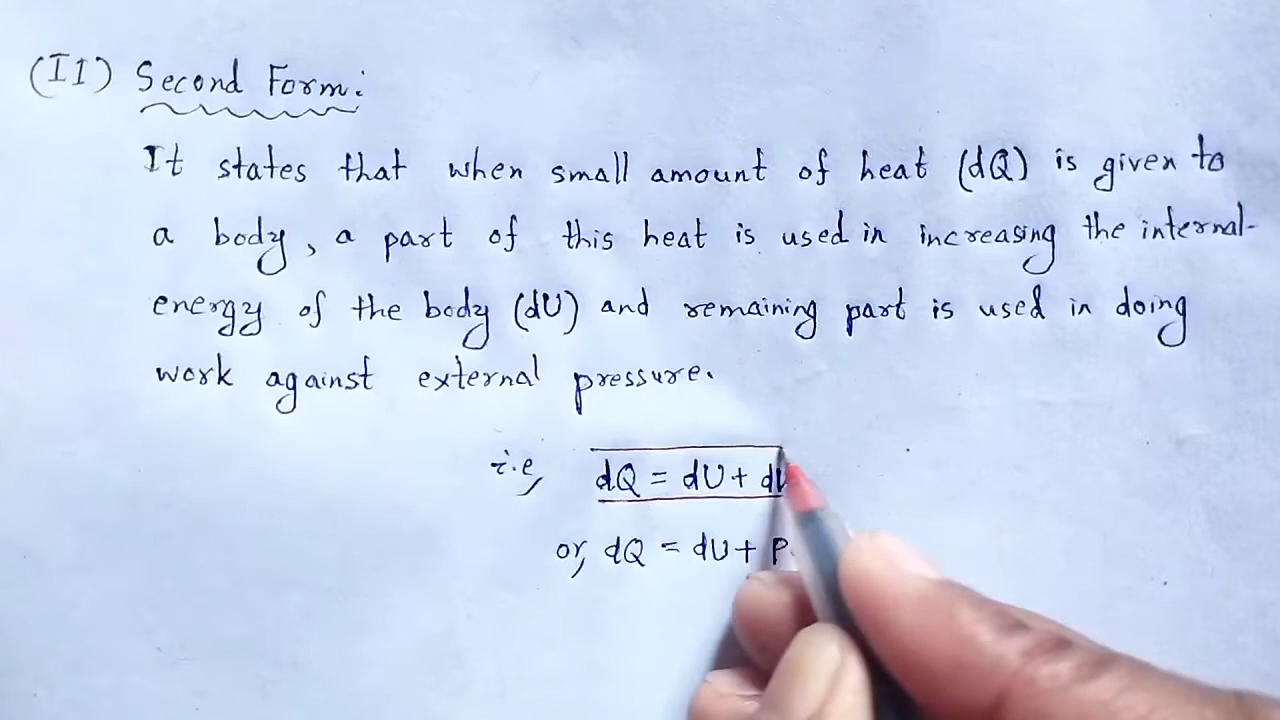 (II) Second Form:
It states that when small amount of heat (dQ) is given to
a body, a part of this heat is used in increasing the internal-
energy of the body (dU) and remaining part is used in doing
work against external pressure.
i.e, dQ = dU +
or, dQ = dU + P